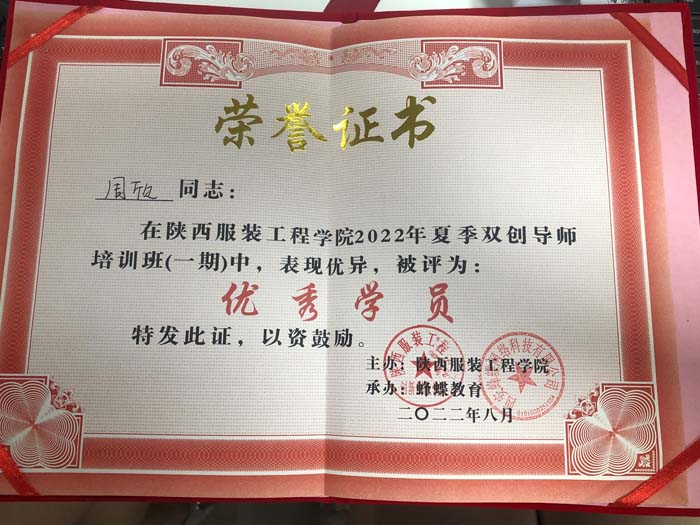 荣誉证书
周欣 同志：
在陕西服装工程学院2022年夏季双创导师
培训班(一期)中，表现优异，被评为：
优秀学员
特发此证，以资鼓励。
主办：陕西服装工程学院
承办：蜂蝶教育
二〇二二年八月